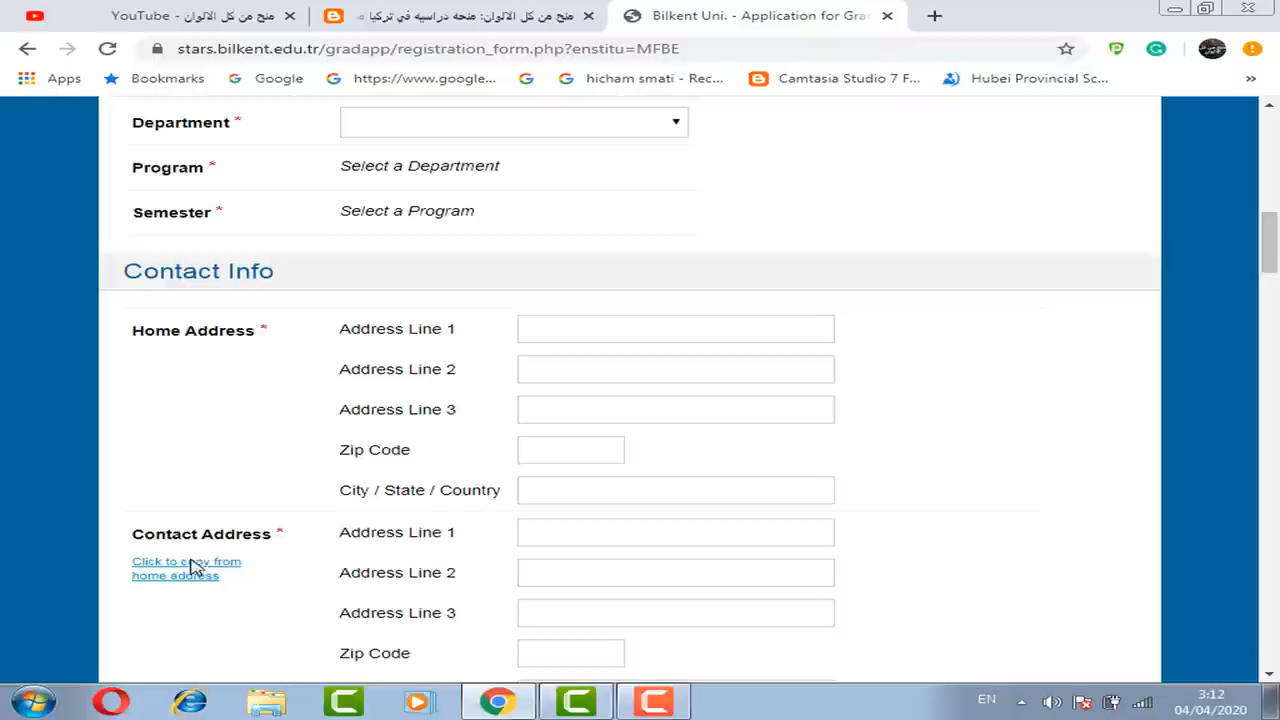 YouTube - منح من كل الالوان
منح من كل الالوان: منحه دراسيه في تركيا م
Bilkent Uni. - Application for Gra
stars.bilkent.edu.tr/gradapp/registration_form.php?enstitu=MFBE
Apps Bookmarks Google https://www.google... hicham smati - Rec... Camtasia Studio 7 F... Hubei Provincial Sc... »
Department *
Program * Select a Department
Semester * Select a Program
Contact Info
Home Address * Address Line 1
Address Line 2
Address Line 3
Zip Code
City / State / Country
Contact Address * Address Line 1
Click to copy from
home address
Address Line 2
Address Line 3
Zip Code
EN 3:12
04/04/2020